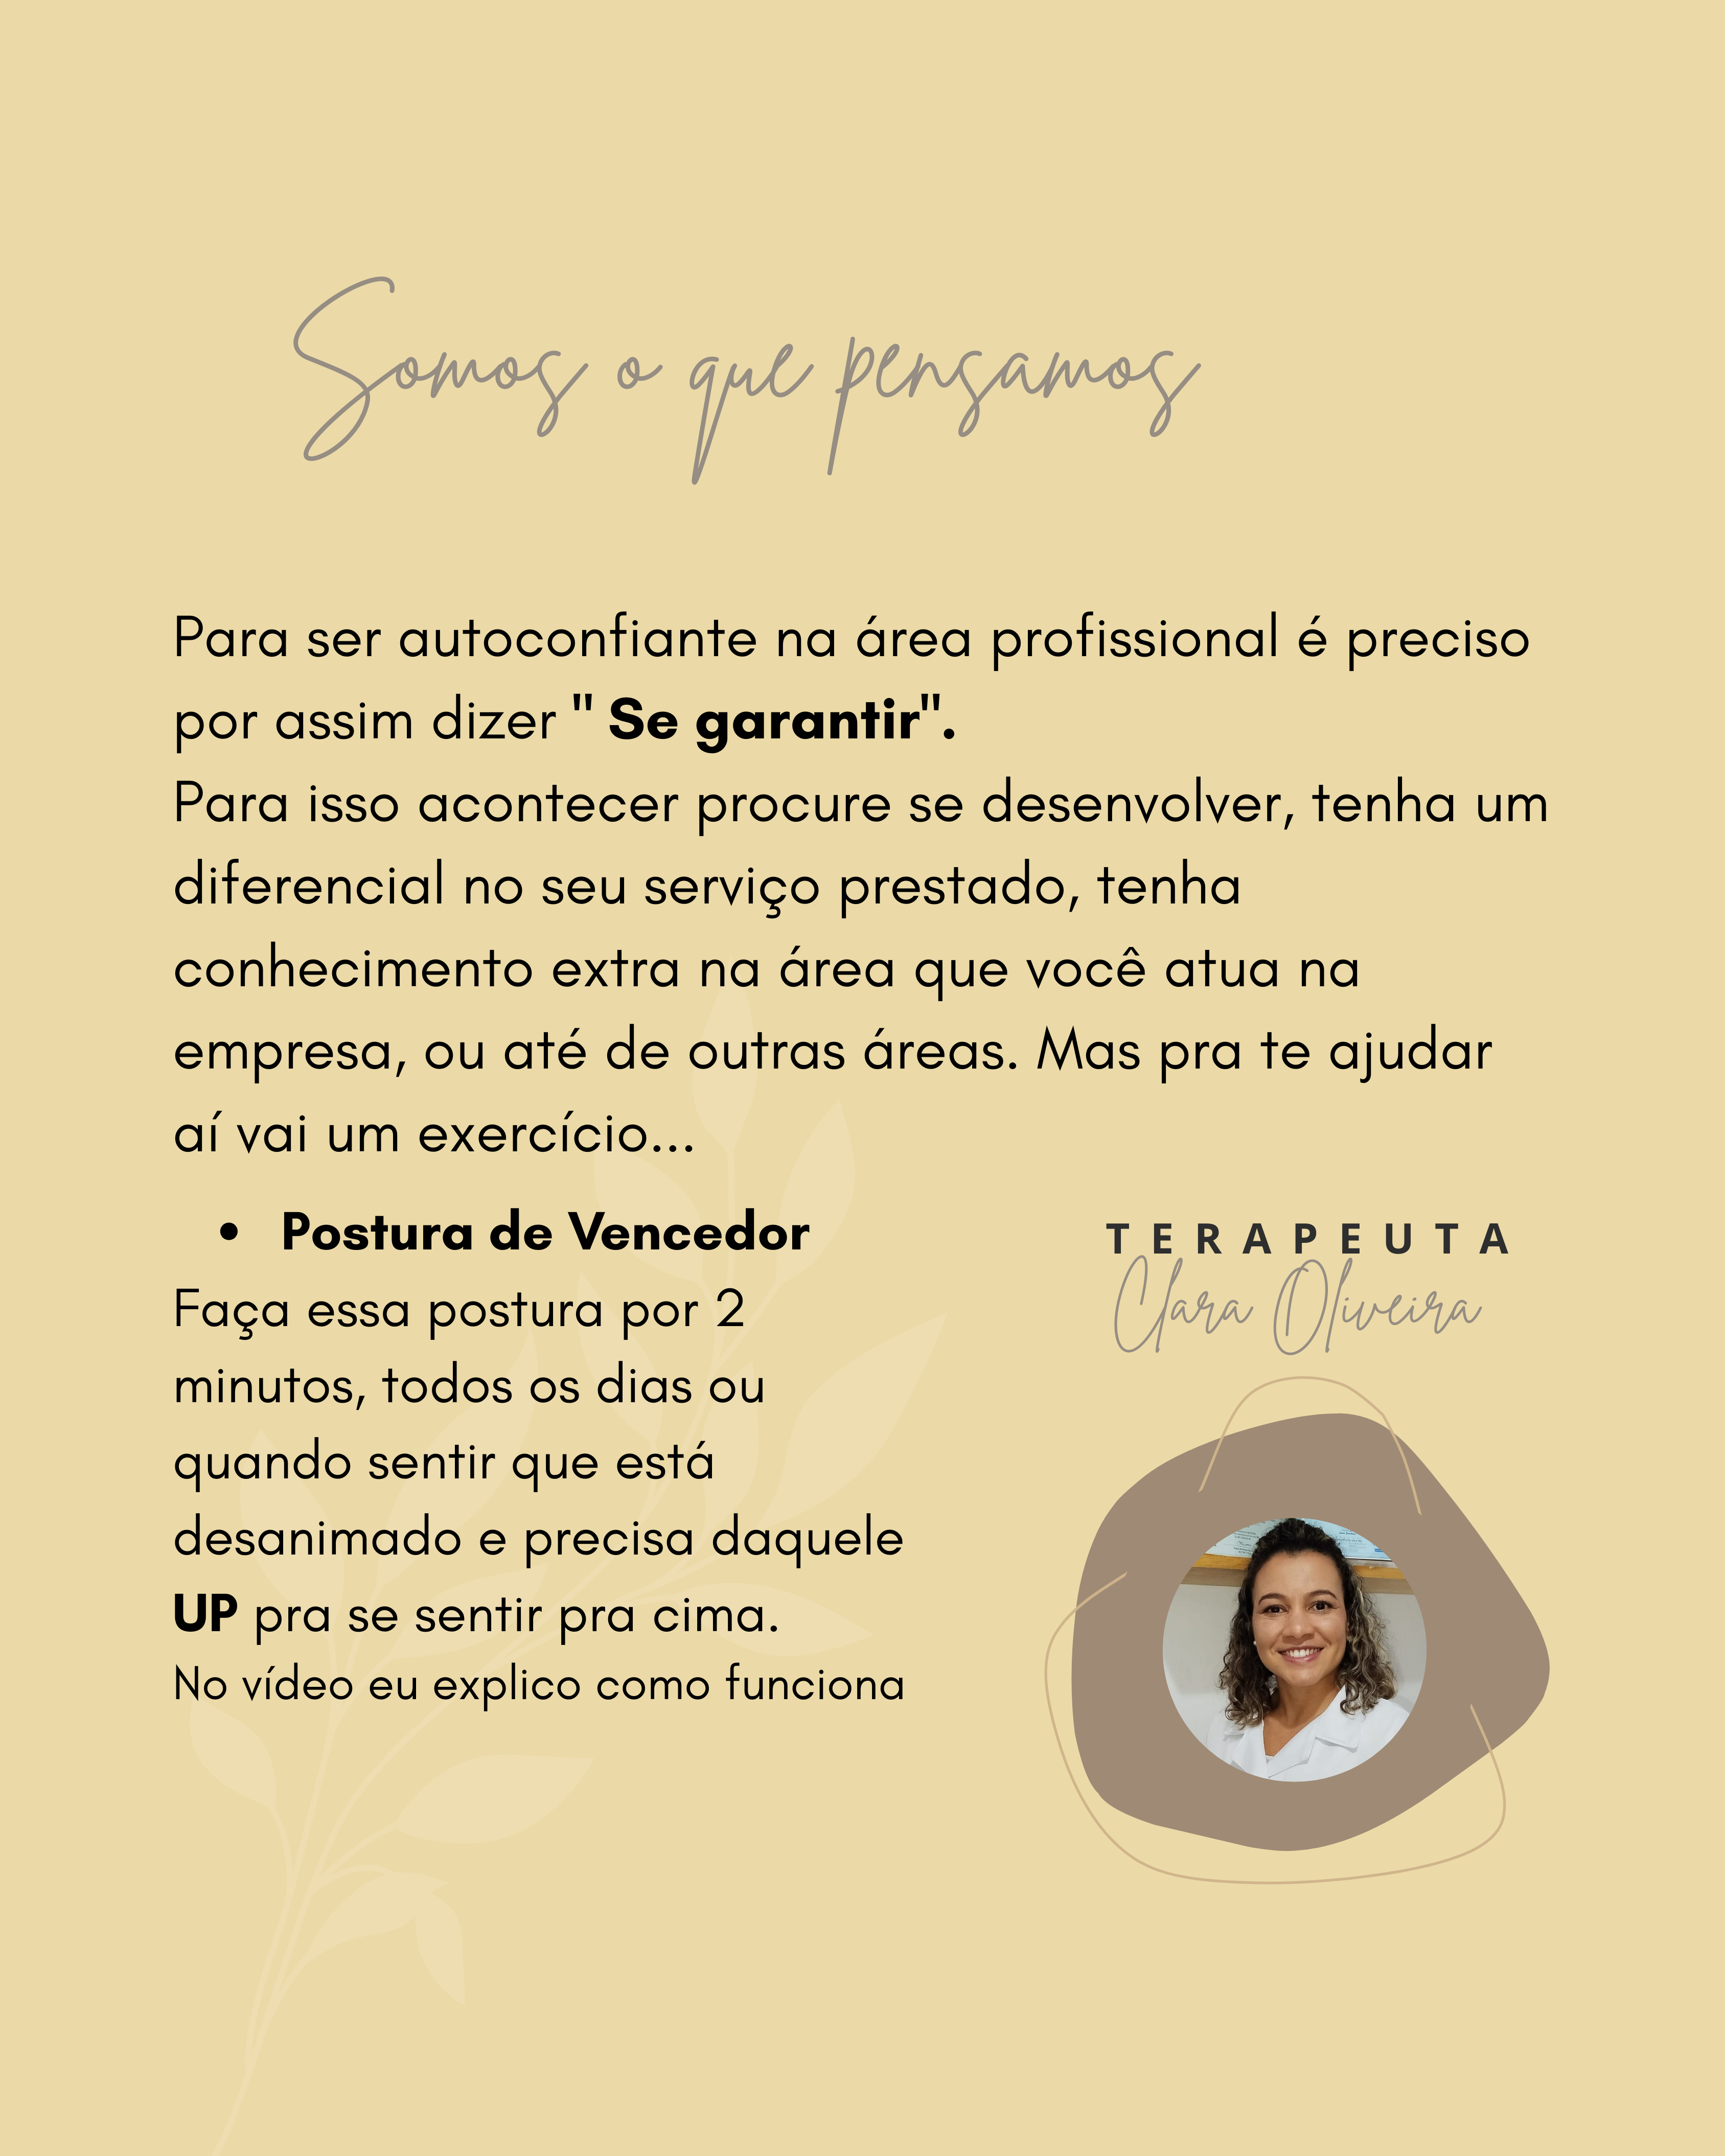 Somos o que pensamos
Para ser autoconfiante na área profissional é preciso
por assim dizer " Se garantir".
Para isso acontecer procure se desenvolver, tenha um
diferencial no seu serviço prestado, tenha
conhecimento extra na área que você atua na
empresa, ou até de outras áreas. Mas pra te ajudar
aí vai um exercício...
• Postura de Vencedor
Faça essa postura por 2
minutos, todos os dias ou
quando sentir que está
desanimado e precisa daquele
UP pra se sentir pra cima.
No vídeo eu explico como funciona
TERAPEUTA
Clara Oliveira